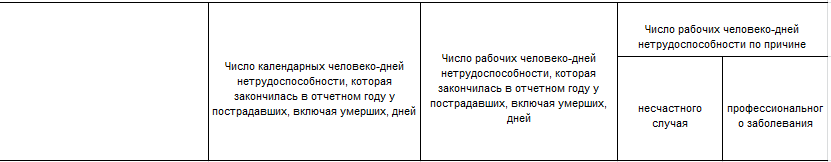 Число календарных человеко-дней
нетрудоспособности, которая
закончилась в отчетном году у
пострадавших, включая умерших, дней
Число рабочих человеко-дней
нетрудоспособности, которая
закончилась в отчетном году у
пострадавших, включая умерших,
дней
Число рабочих человеко-дней
нетрудоспособности по причине
несчастного
случая
профессиональног
о заболевания